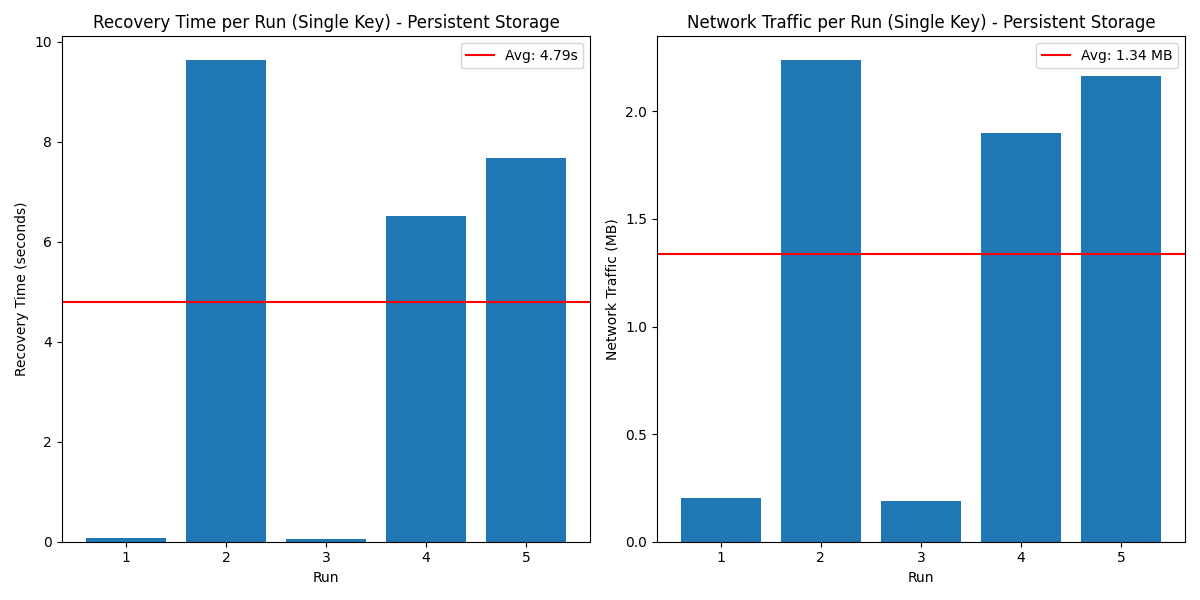 Recovery Time per Run (Single Key) - Persistent Storage
Avg: 4.79s
10
8
6
4
2
0
Recovery Time (seconds)
1 2 3 4 5
Run
Network Traffic per Run (Single Key) - Persistent Storage
Avg: 1.34 MB
2.0
1.5
1.0
0.5
0.0
Network Traffic (MB)
1 2 3 4 5
Run